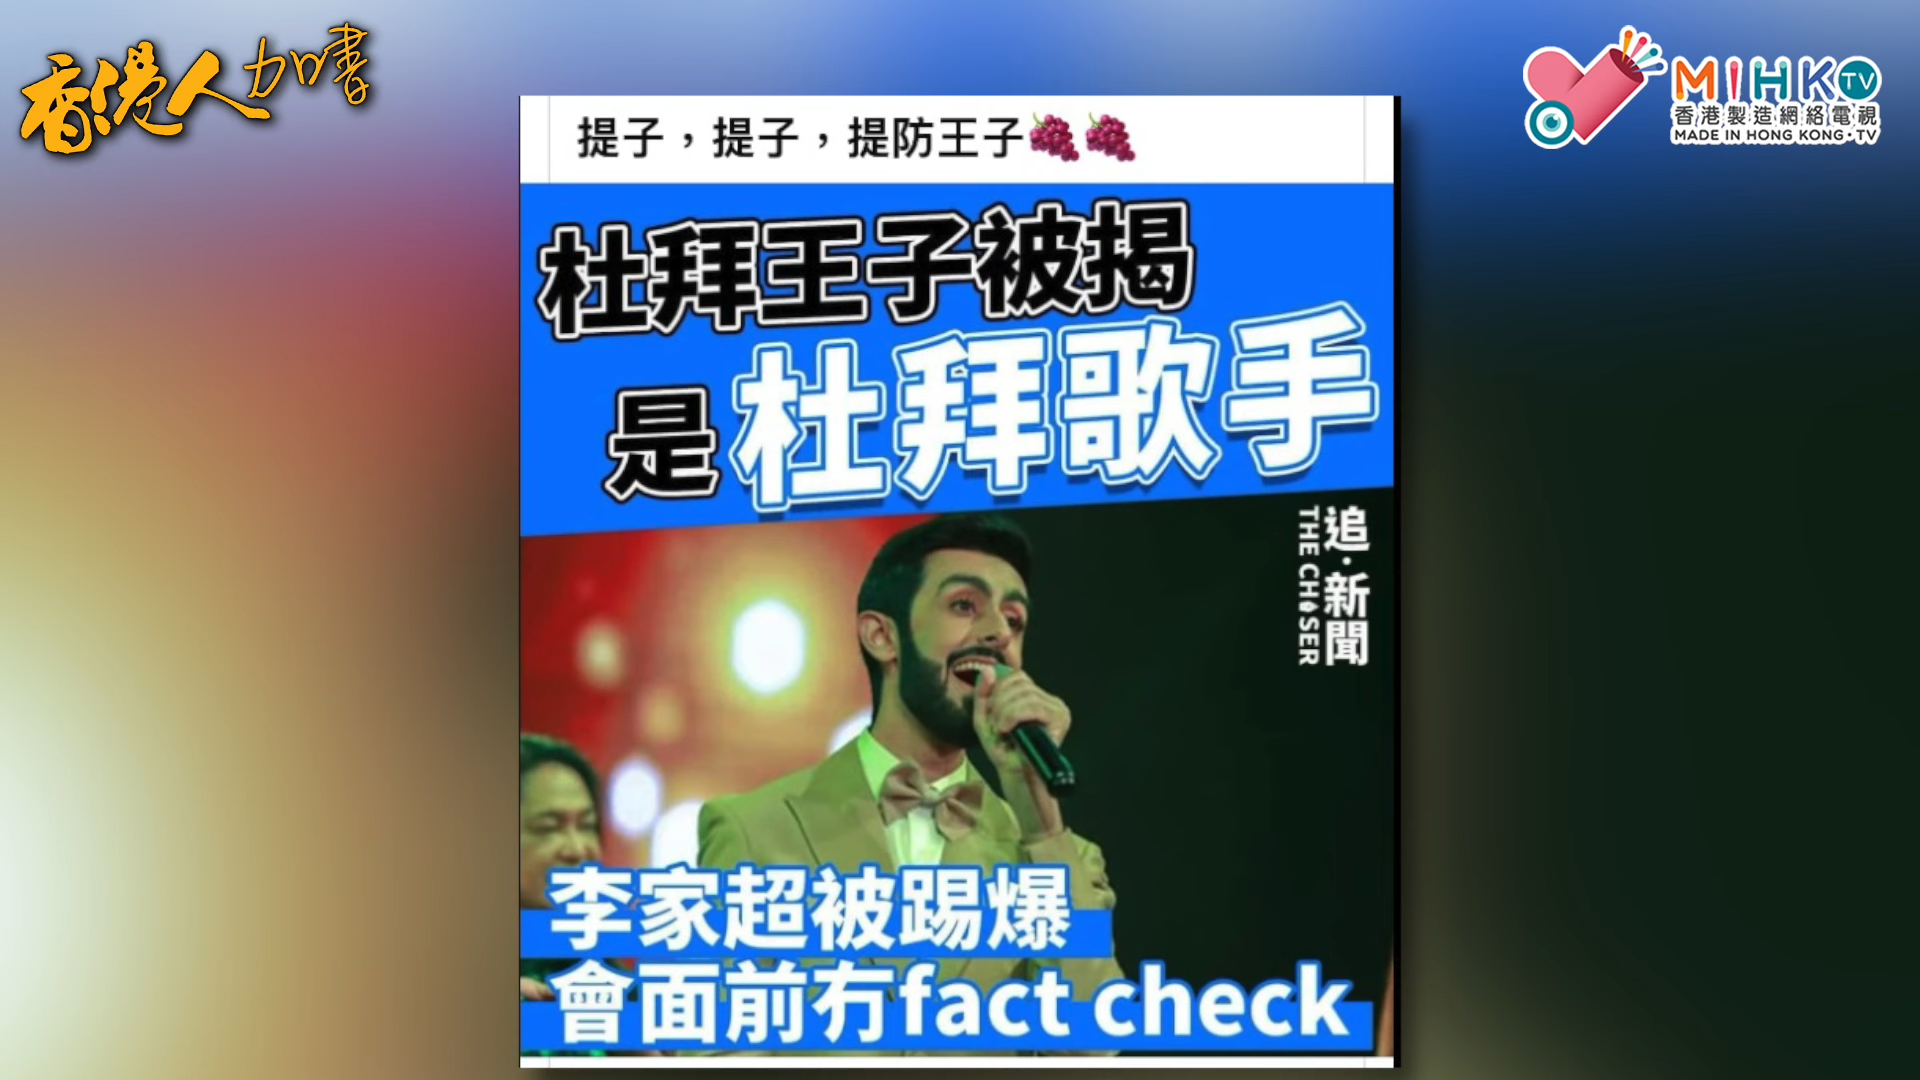 香港人加嗜
MIHK TV
香港製造網絡電視
MADE IN HONG KONG・TV
提子，提子，提防王子🍇🍇
杜拜王子被揭
是杜拜歌手
追・新聞
THE CHASER
李家超被踢爆
會面前冇fact check